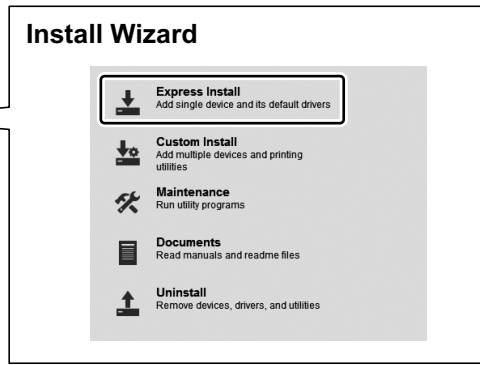 Install Wizard
Express Install
Add single device and its default drivers
Custom Install
Add multiple devices and printing
utilities
Maintenance
Run utility programs
Documents
Read manuals and readme files
Uninstall
Remove devices, drivers, and utilities